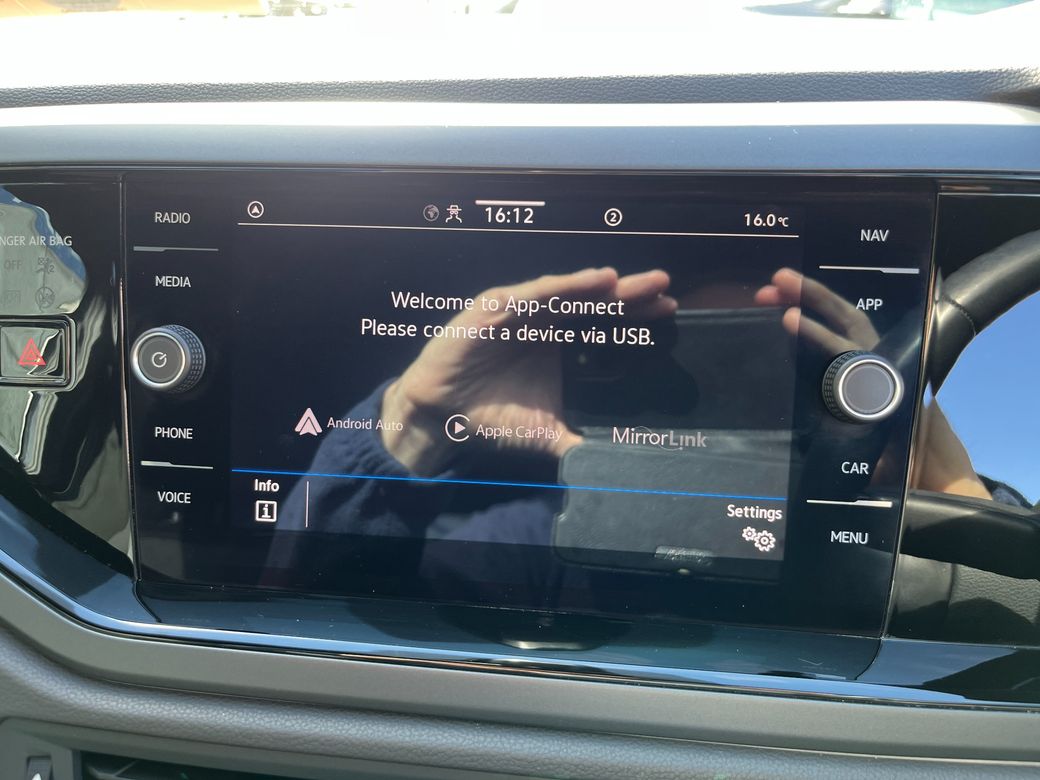 RADIO
16:12
2
16.0°C
NAV
NGER AIR BAG
OFF
MEDIA
Welcome to App-Connect
APP
Please connect a device via USB.
Android Auto
Apple CarPlay
MirrorLink
PHONE
CAR
Info
VOICE
Settings
MENU